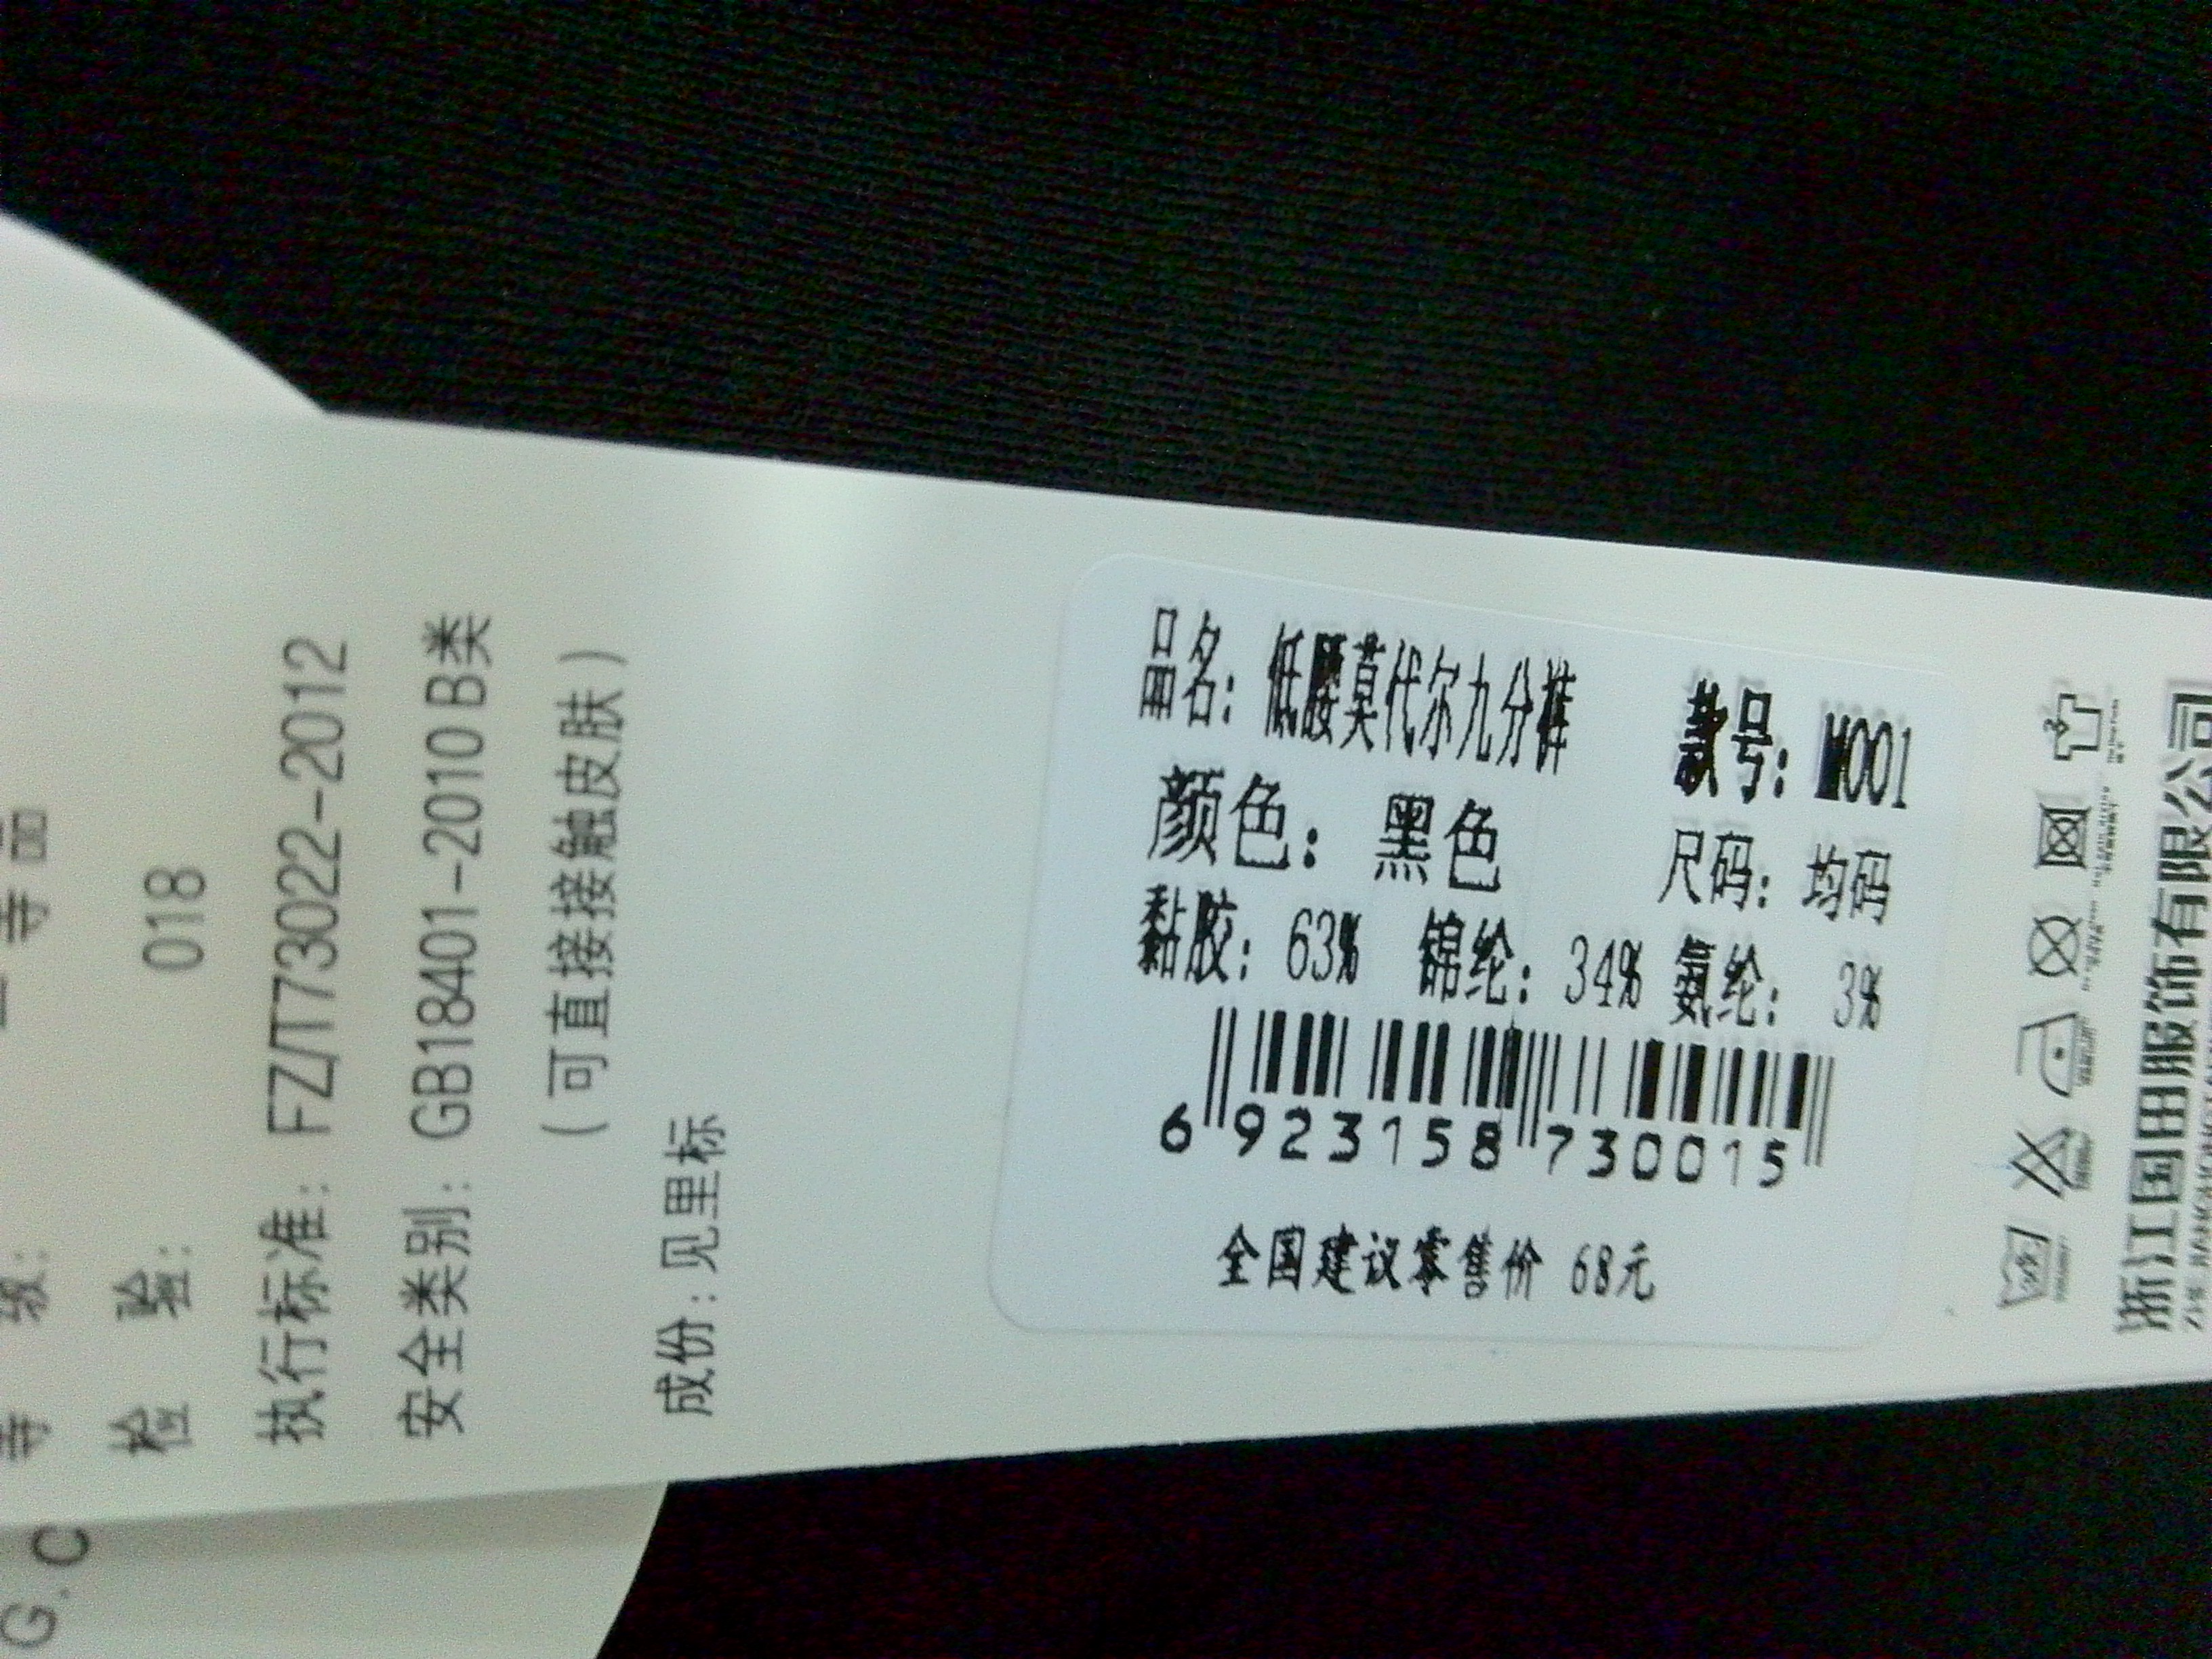 等 级: 一等品
检 验: 018
执行标准: FZ/T73022-2012
安全类别: GB18401-2010 B类
(可直接接触皮肤)
成份: 见里标
品名: 低腰莫代尔九分裤 款号: M001
颜色: 黑色 尺码: 均码
黏胶: 63% 锦纶: 34% 氨纶: 3%
6 923158 730015
全国建议零售价 68元
浙江国田服饰有限公司
G.C